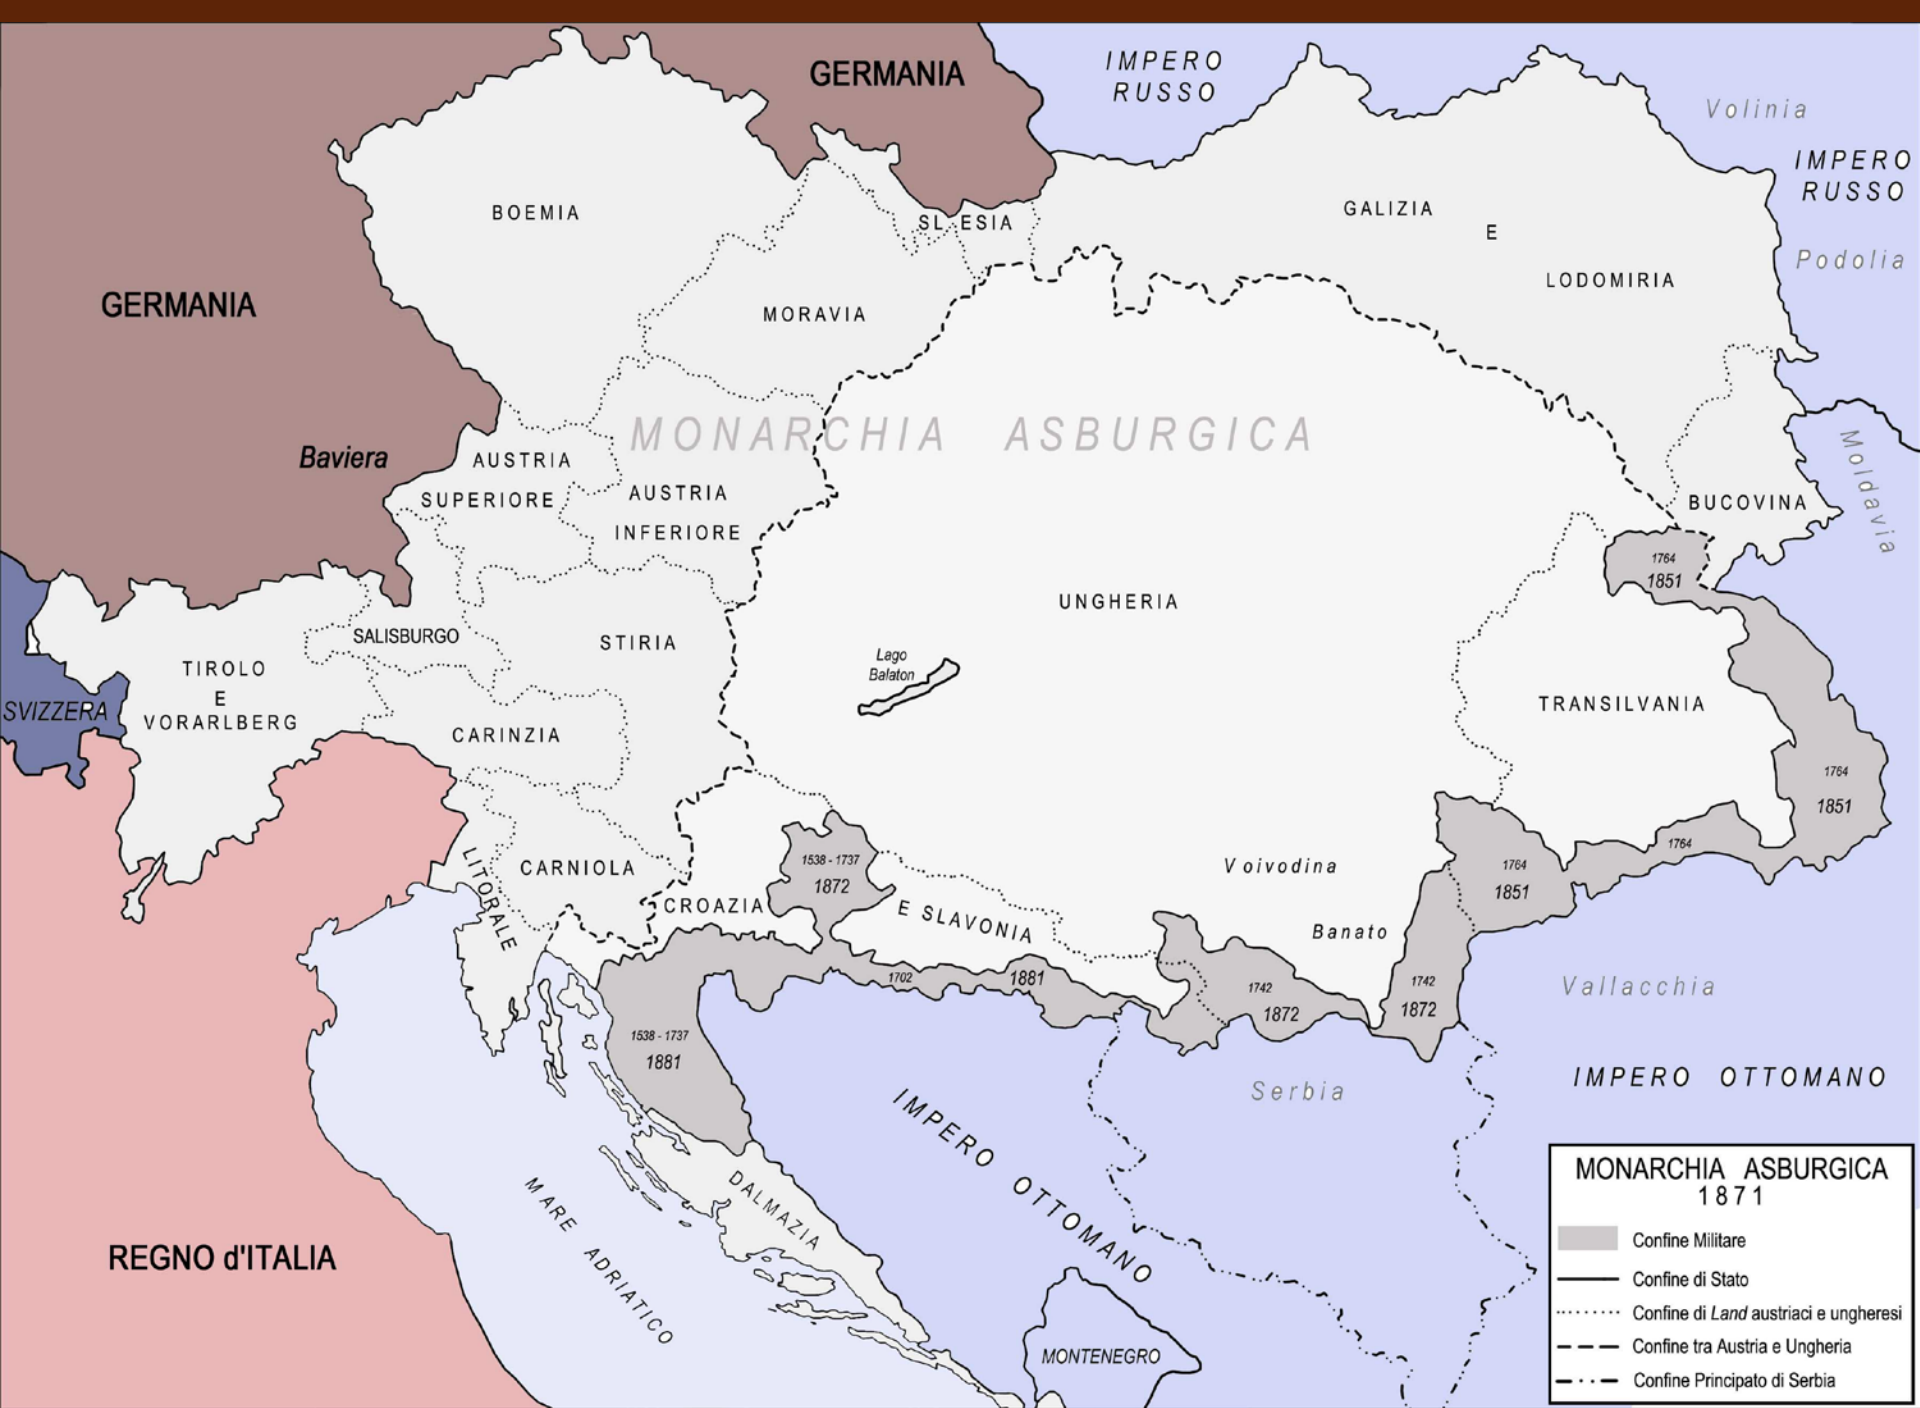 GERMANIA
IMPERO
RUSSO
Volinia
IMPERO
RUSSO
Podolia
BOEMIA
SL ESIA
GALIZIA
E
LODOMIRIA
GERMANIA
MORAVIA
MONARCHIA ASBURGICA
Baviera
AUSTRIA
SUPERIORE
AUSTRIA
INFERIORE
BUCOVINA
Moldavia
1764
1851
UNGHERIA
SALISBURGO
STIRIA
Lago
Balaton
TIROLO
E
VORARLBERG
SVIZZERA
CARINZIA
TRANSILVANIA
1764
1851
LITORALE
CARNIOLA
1538 - 1737
1872
Voivodina
1764
1851
1764
CROAZIA
E SLAVONIA
Banato
1702
1881
1742
1872
1742
1872
Vallacchia
1538 - 1737
1881
IMPERO OTTOMANO
Serbia
IMPERO OTTOMANO
DALMAZIA
MARE ADRIATICO
REGNO d'ITALIA
MONTENEGRO
MONARCHIA ASBURGICA
1871
Confine Militare
Confine di Stato
Confine di Land austriaci e ungheresi
Confine tra Austria e Ungheria
Confine Principato di Serbia